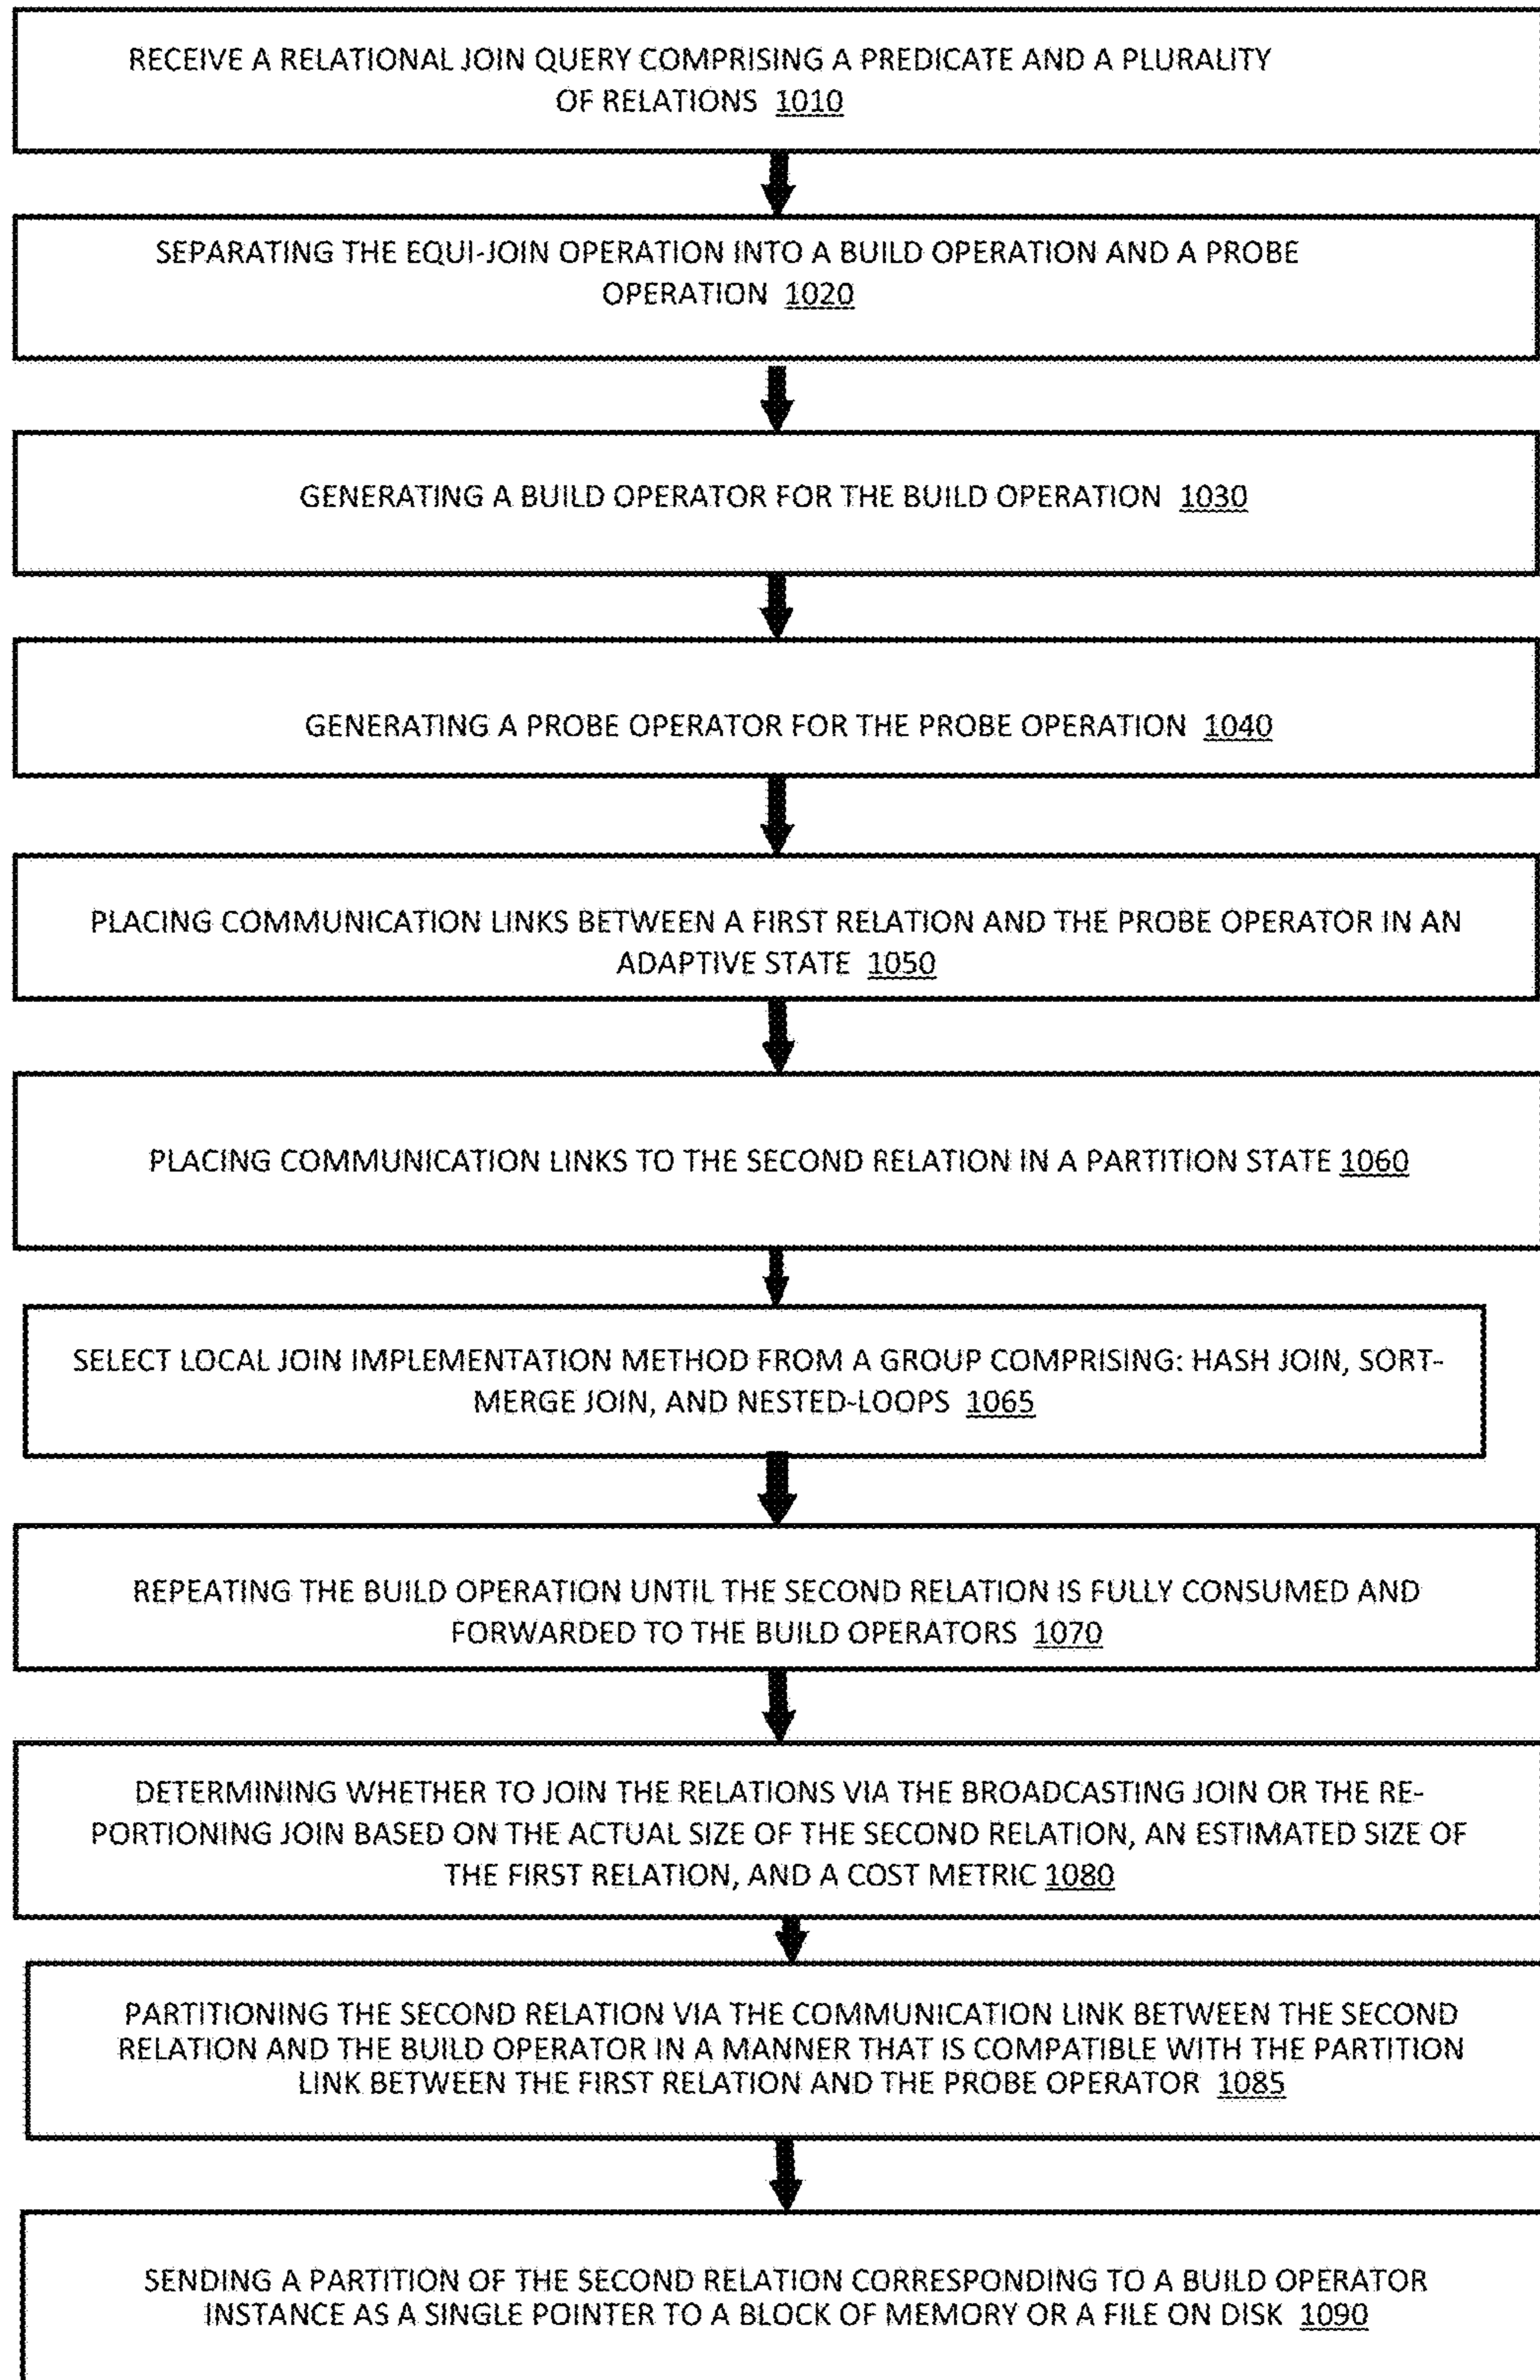 RECEIVE A RELATIONAL JOIN QUERY COMPRISING A PREDICATE AND A PLURALITY
OF RELATIONS 1010
SEPARATING THE EQUI-JOIN OPERATION INTO A BUILD OPERATION AND A PROBE
OPERATION 1020
GENERATING A BUILD OPERATOR FOR THE BUILD OPERATION 1030
GENERATING A PROBE OPERATOR FOR THE PROBE OPERATION 1040
PLACING COMMUNICATION LINKS BETWEEN A FIRST RELATION AND THE PROBE OPERATOR IN AN
ADAPTIVE STATE 1050
PLACING COMMUNICATION LINKS TO THE SECOND RELATION IN A PARTITION STATE 1060
SELECT LOCAL JOIN IMPLEMENTATION METHOD FROM A GROUP COMPRISING: HASH JOIN, SORT-
MERGE JOIN, AND NESTED-LOOPS 1065
REPEATING THE BUILD OPERATION UNTIL THE SECOND RELATION IS FULLY CONSUMED AND
FORWARDED TO THE BUILD OPERATORS 1070
DETERMINING WHETHER TO JOIN THE RELATIONS VIA THE BROADCASTING JOIN OR THE RE-
PORTIONING JOIN BASED ON THE ACTUAL SIZE OF THE SECOND RELATION, AN ESTIMATED SIZE OF
THE FIRST RELATION, AND A COST METRIC 1080
PARTITIONING THE SECOND RELATION VIA THE COMMUNICATION LINK BETWEEN THE SECOND
RELATION AND THE BUILD OPERATOR IN A MANNER THAT IS COMPATIBLE WITH THE PARTITION
LINK BETWEEN THE FIRST RELATION AND THE PROBE OPERATOR 1085
SENDING A PARTITION OF THE SECOND RELATION CORRESPONDING TO A BUILD OPERATOR
INSTANCE AS A SINGLE POINTER TO A BLOCK OF MEMORY OR A FILE ON DISK 1090